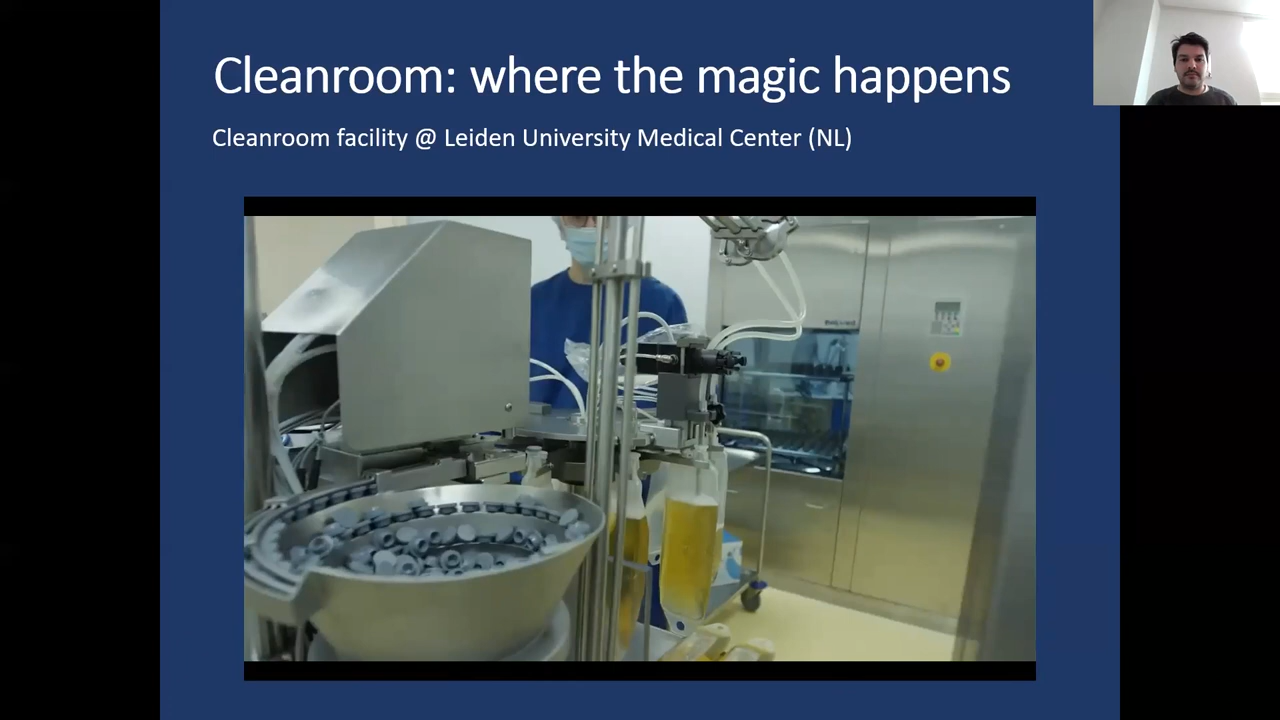 Cleanroom: where the magic happens
Cleanroom facility @ Leiden University Medical Center (NL)